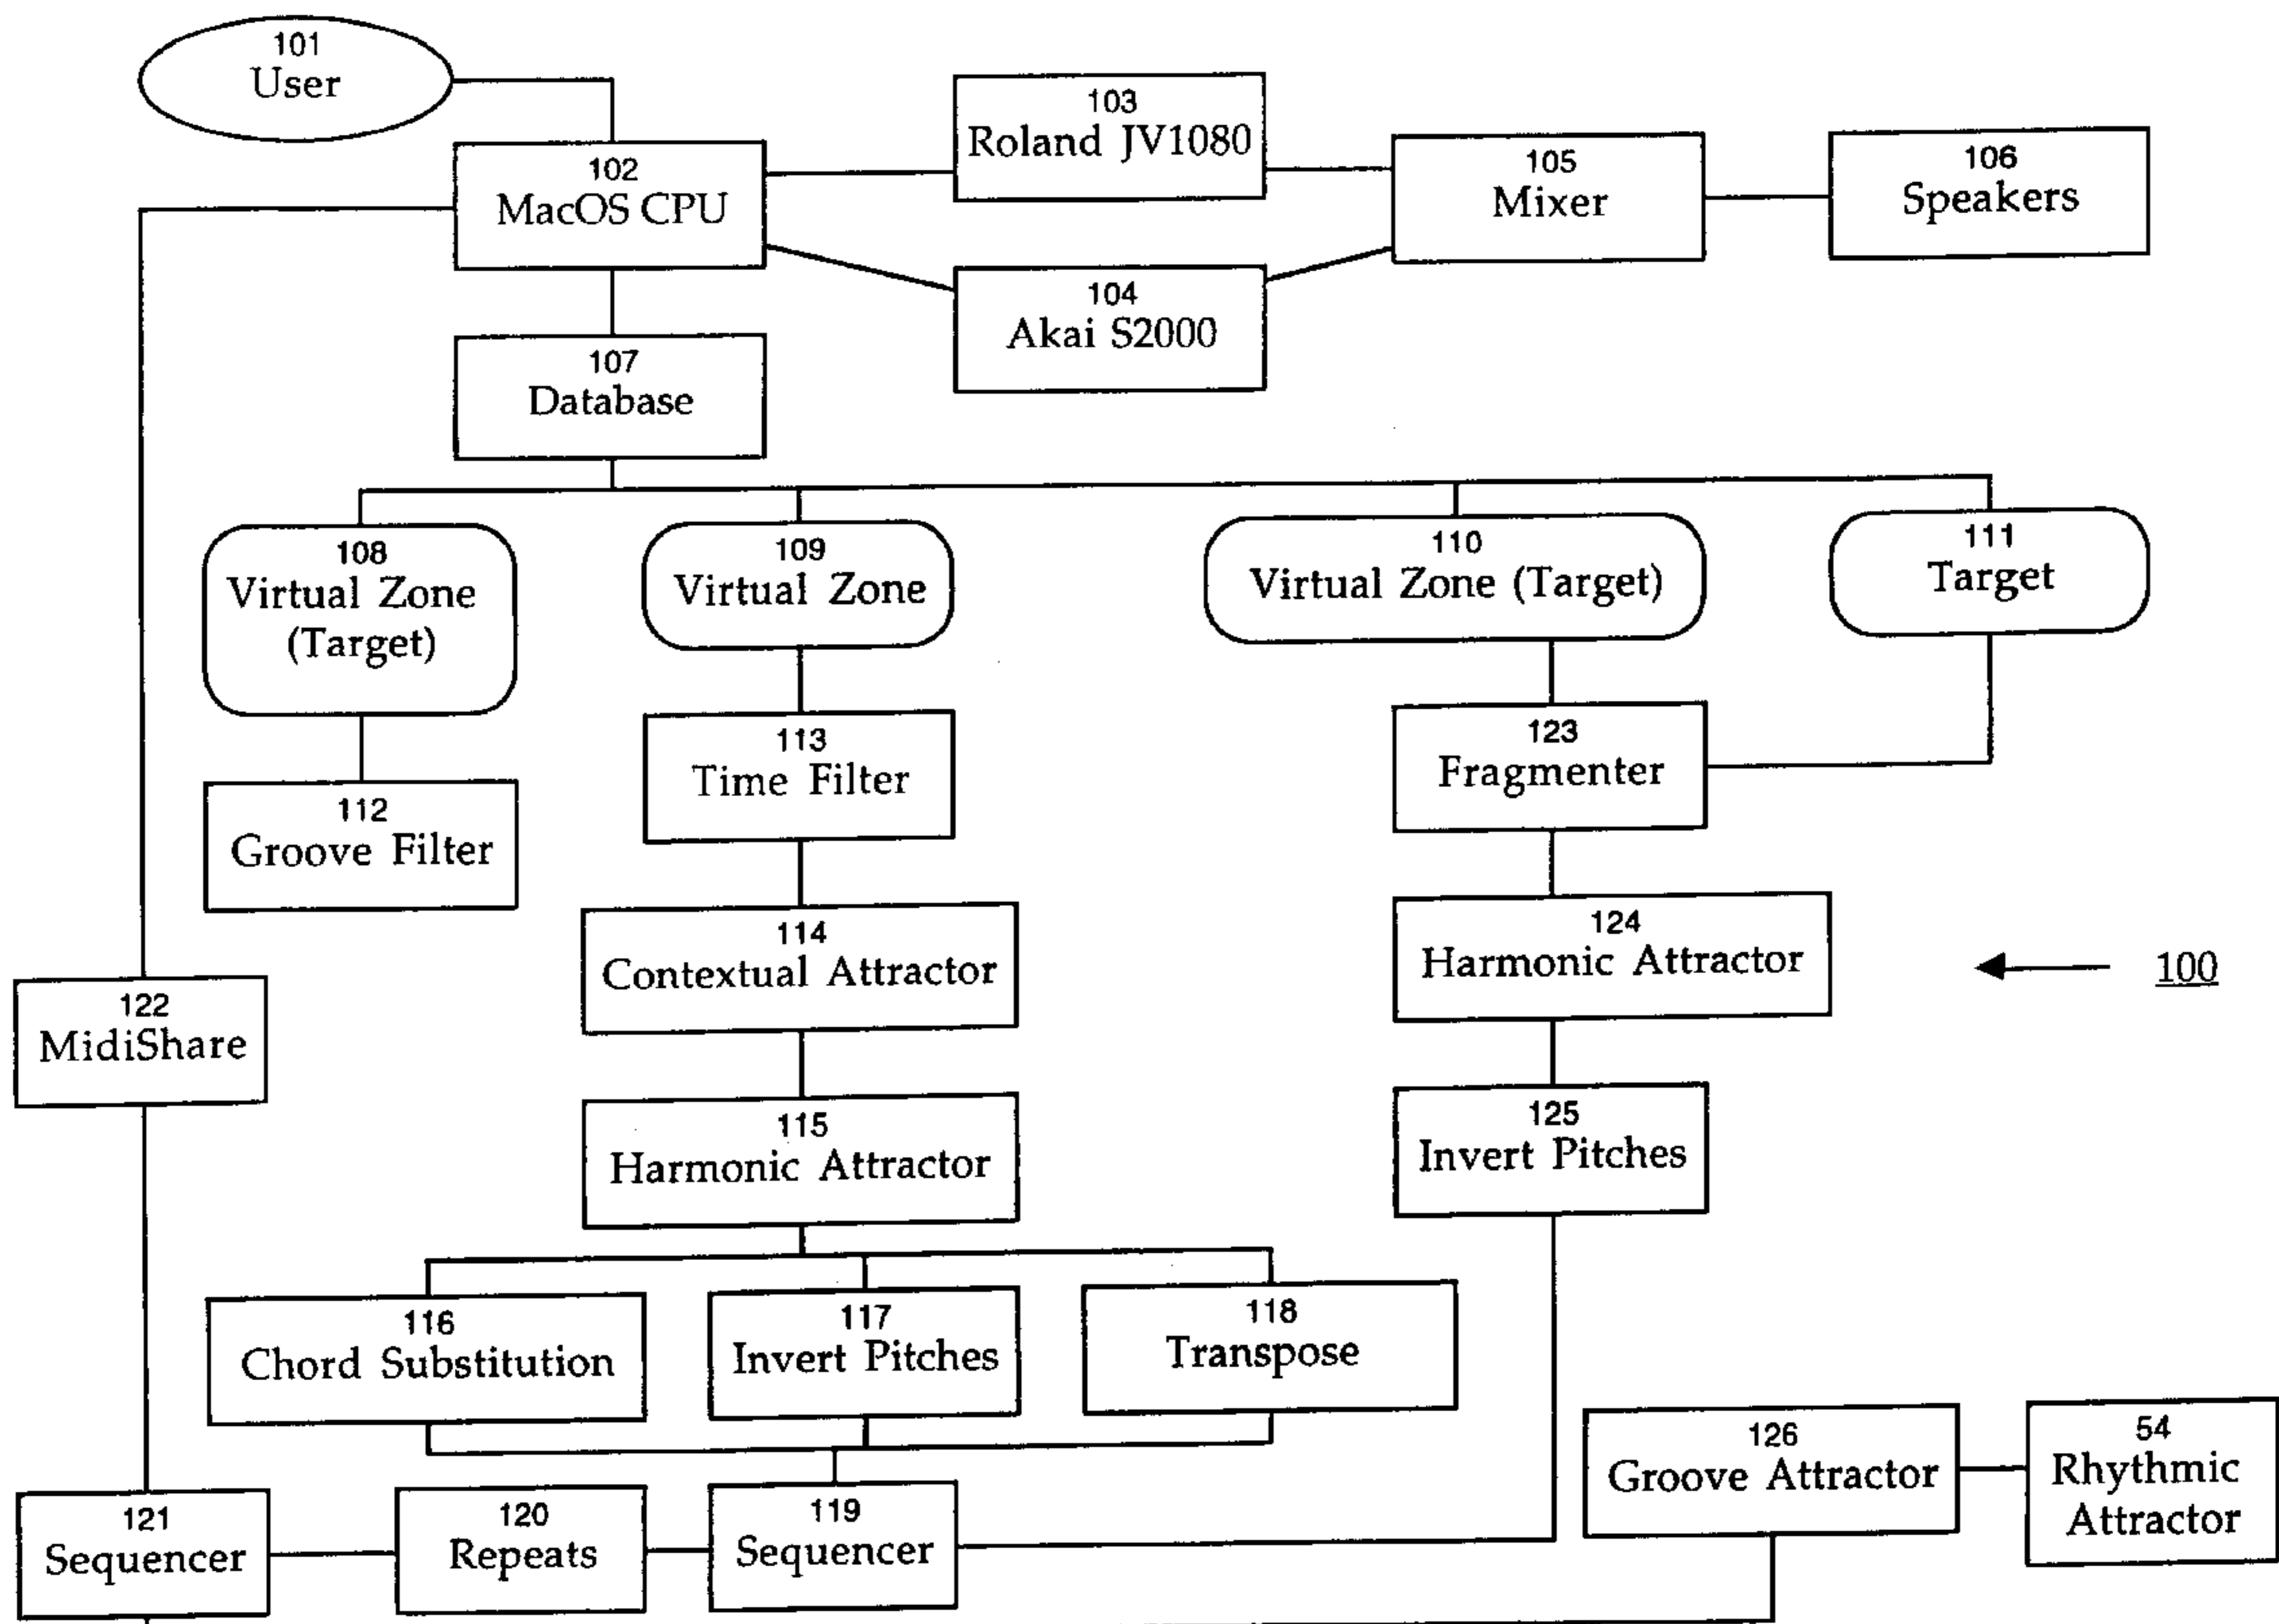 101
User
102
MacOS CPU
103
Roland JV1080
104
Akai S2000
105
Mixer
106
Speakers
107
Database
108
Virtual Zone
(Target)
109
Virtual Zone
110
Virtual Zone (Target)
111
Target
112
Groove Filter
113
Time Filter
123
Fragmenter
114
Contextual Attractor
124
Harmonic Attractor
100
122
MidiShare
115
Harmonic Attractor
125
Invert Pitches
116
Chord Substitution
117
Invert Pitches
118
Transpose
126
Groove Attractor
54
Rhythmic
Attractor
121
Sequencer
120
Repeats
119
Sequencer